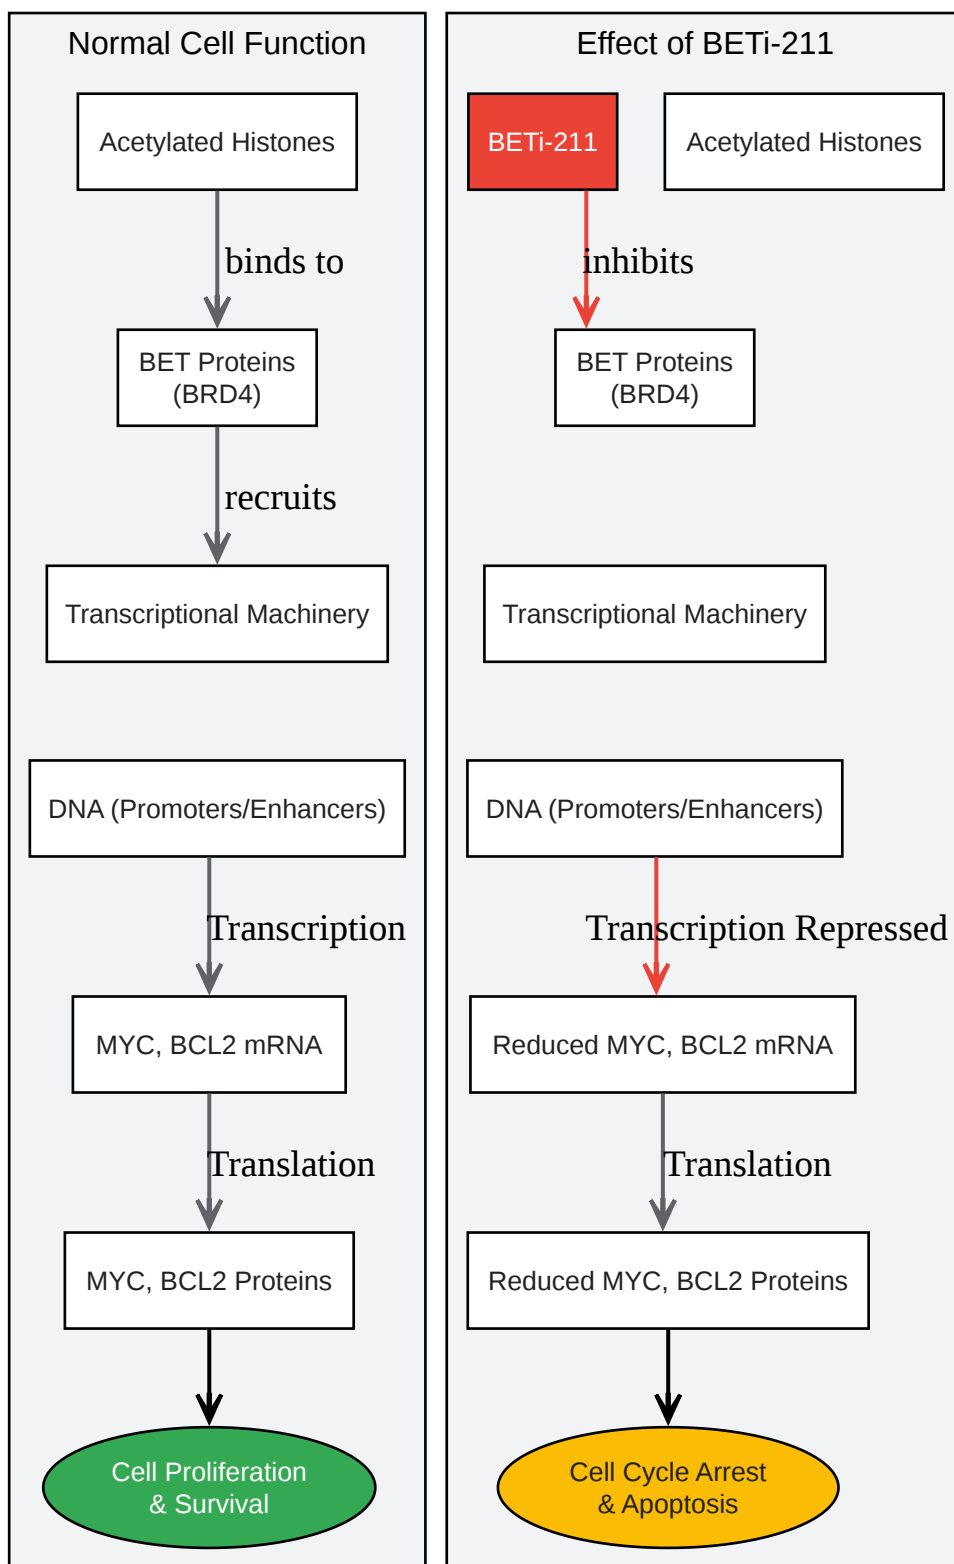 Normal Cell Function
Acetylated Histones
binds to
BET Proteins
(BRD4)
recruits
Transcriptional Machinery
DNA (Promoters/Enhancers)
Transcription
MYC, BCL2 mRNA
Translation
MYC, BCL2 Proteins
Cell Proliferation
& Survival
Effect of BETi-211
BETi-211
Acetylated Histones
inhibits
BET Proteins
(BRD4)
Transcriptional Machinery
DNA (Promoters/Enhancers)
Transcription Repressed
Reduced MYC, BCL2 mRNA
Translation
Reduced MYC, BCL2 Proteins
Cell Cycle Arrest
& Apoptosis